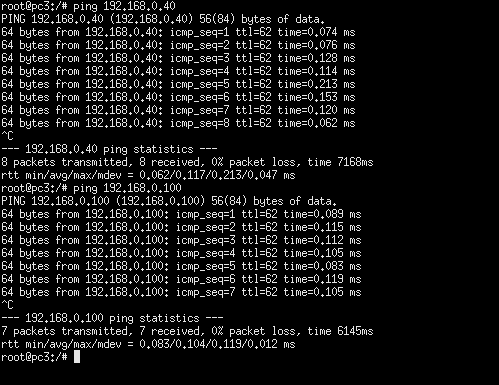 root@pc3:/# ping 192.168.0.40
PING 192.168.0.40 (192.168.0.40) 56(84) bytes of data.
64 bytes from 192.168.0.40: icmp_seq=1 ttl=62 time=0.074 ms
64 bytes from 192.168.0.40: icmp_seq=2 ttl=62 time=0.076 ms
64 bytes from 192.168.0.40: icmp_seq=3 ttl=62 time=0.128 ms
64 bytes from 192.168.0.40: icmp_seq=4 ttl=62 time=0.114 ms
64 bytes from 192.168.0.40: icmp_seq=5 ttl=62 time=0.213 ms
64 bytes from 192.168.0.40: icmp_seq=6 ttl=62 time=0.153 ms
64 bytes from 192.168.0.40: icmp_seq=7 ttl=62 time=0.120 ms
64 bytes from 192.168.0.40: icmp_seq=8 ttl=62 time=0.062 ms
^C
--- 192.168.0.40 ping statistics ---
8 packets transmitted, 8 received, 0% packet loss, time 7168ms
rtt min/avg/max/mdev = 0.062/0.117/0.213/0.047 ms
root@pc3:/# ping 192.168.0.100
PING 192.168.0.100 (192.168.0.100) 56(84) bytes of data.
64 bytes from 192.168.0.100: icmp_seq=1 ttl=62 time=0.089 ms
64 bytes from 192.168.0.100: icmp_seq=2 ttl=62 time=0.115 ms
64 bytes from 192.168.0.100: icmp_seq=3 ttl=62 time=0.112 ms
64 bytes from 192.168.0.100: icmp_seq=4 ttl=62 time=0.105 ms
64 bytes from 192.168.0.100: icmp_seq=5 ttl=62 time=0.083 ms
64 bytes from 192.168.0.100: icmp_seq=6 ttl=62 time=0.119 ms
64 bytes from 192.168.0.100: icmp_seq=7 ttl=62 time=0.105 ms
^C
--- 192.168.0.100 ping statistics ---
7 packets transmitted, 7 received, 0% packet loss, time 6145ms
rtt min/avg/max/mdev = 0.083/0.104/0.119/0.012 ms
root@pc3:/#